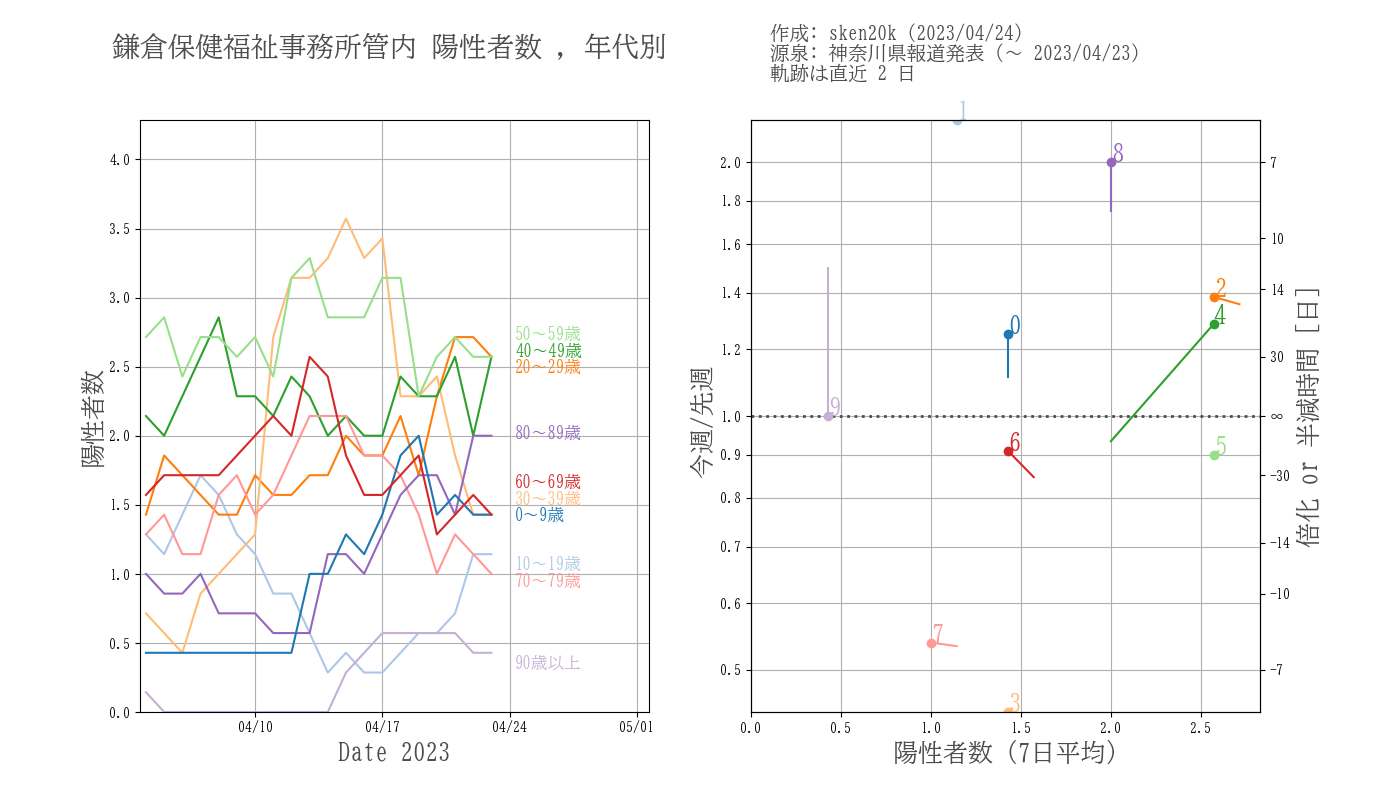 鎌倉保健福祉事務所管内 陽性者数 , 年代別
作成: sken20k (2023/04/24)
源泉: 神奈川県報道発表 (～ 2023/04/23)
軌跡は直近 2 日
陽性者数
4.0
3.5
3.0
2.5
2.0
1.5
1.0
0.5
0.0
04/10
04/17
04/24
05/01
Date 2023
50～59歳
40～49歳
20～29歳
80～89歳
60～69歳
30～39歳
0～9歳
10～19歳
70～79歳
90歳以上
今週/先週
2.0
1.8
1.6
1.4
1.2
1.0
0.9
0.8
0.7
0.6
0.5
0.0
0.5
1.0
1.5
2.0
2.5
陽性者数 (7日平均)
1
8
2
4
0
9
6
5
7
3
7
10
14
30
∞
-30
-14
-10
-7
倍化 or 半減時間 [日]